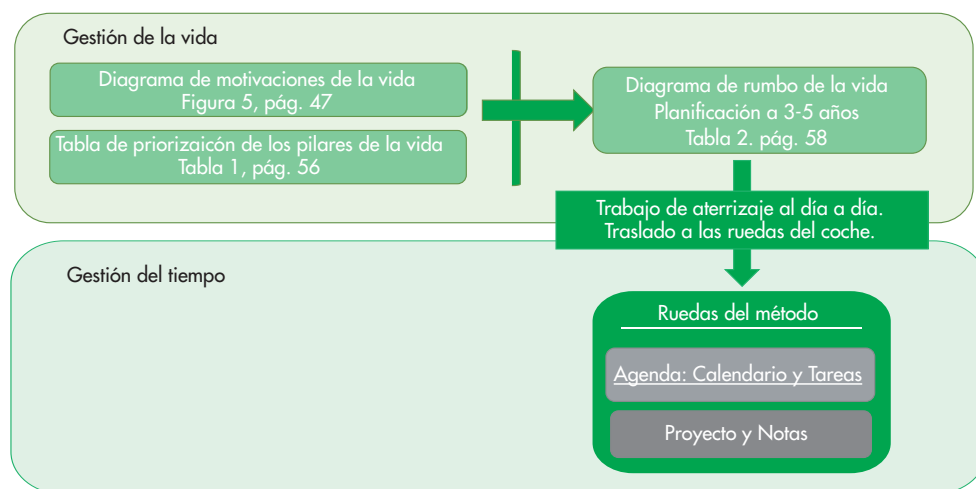 Gestión de la vida
Diagrama de motivaciones de la vida
Figura 5, pág. 47
Tabla de priorizaicón de los pilares de la vida
Tabla 1, pág. 56
Diagrama de rumbo de la vida
Planificación a 3-5 años
Tabla 2. pág. 58
Trabajo de aterrizaje al día a día.
Traslado a las ruedas del coche.
Gestión del tiempo
Ruedas del método
Agenda: Calendario y Tareas
Proyecto y Notas